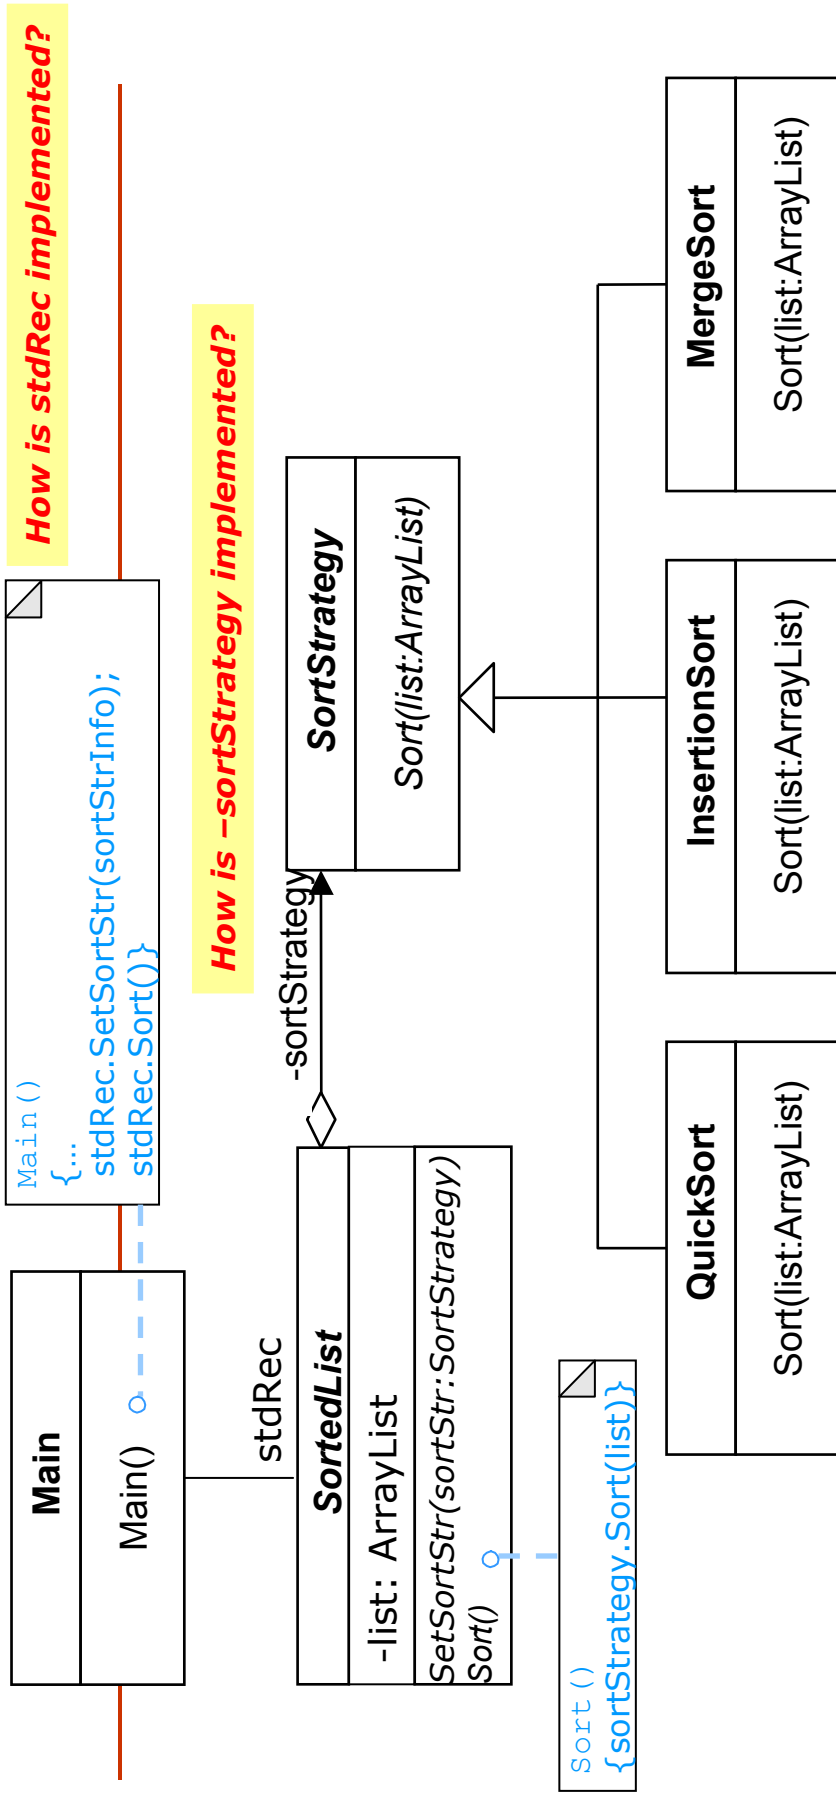 How is stdRec implemented?
Main
Main()
Main()
{...
stdRec.SetSortStr(sortStrInfo);
stdRec.Sort()}
How is –sortStrategy implemented?
stdRec
SortedList
-list: ArrayList
SetSortStr(sortStr:SortStrategy)
Sort()
-sortStrategy
SortStrategy
Sort(list:ArrayList)
Sort()
{sortStrategy.Sort(list)}
QuickSort
Sort(list:ArrayList)
InsertionSort
Sort(list:ArrayList)
MergeSort
Sort(list:ArrayList)